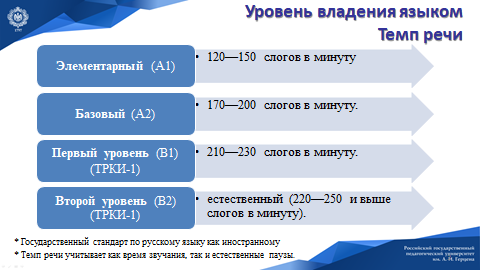 Уровень владения языком
Темп речи
Элементарный (А1)
• 120—150 слогов в минуту
Базовый (А2)
• 170—200 слогов в минуту.
Первый уровень (В1)
(ТРКИ-1)
• 210—230 слогов в минуту.
Второй уровень (В2)
(ТРКИ-1)
• естественный (220—250 и выше
слогов в минуту).
* Государственный стандарт по русскому языку как иностранному
* Темп речи учитывает как время звучания, так и естественные паузы.
Российский государственный
педагогический университет
им. А. И. Герцена
1797